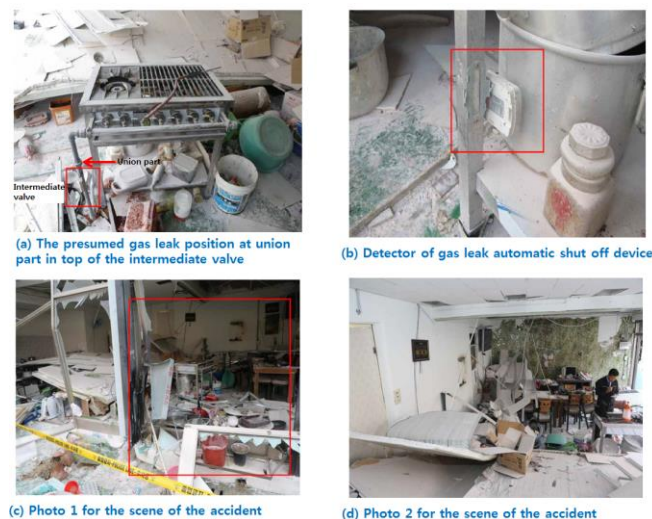 Union part
Intermediate
valve
(a) The presumed gas leak position at union
part in top of the intermediate valve
(b) Detector of gas leak automatic shut off device
(c) Photo 1 for the scene of the accident
(d) Photo 2 for the scene of the accident